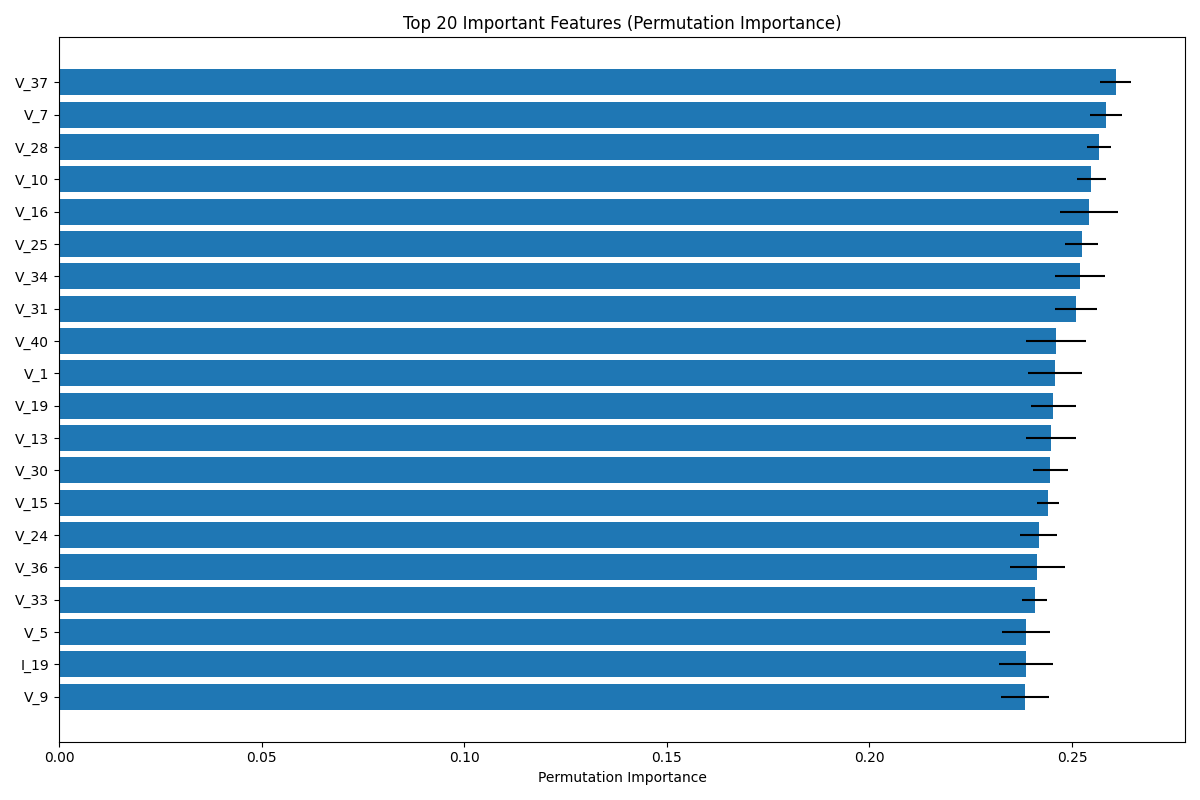 Top 20 Important Features (Permutation Importance)
V_37
V_7
V_28
V_10
V_16
V_25
V_34
V_31
V_40
V_1
V_19
V_13
V_30
V_15
V_24
V_36
V_33
V_5
I_19
V_9
0.00 0.05 0.10 0.15 0.20 0.25
Permutation Importance